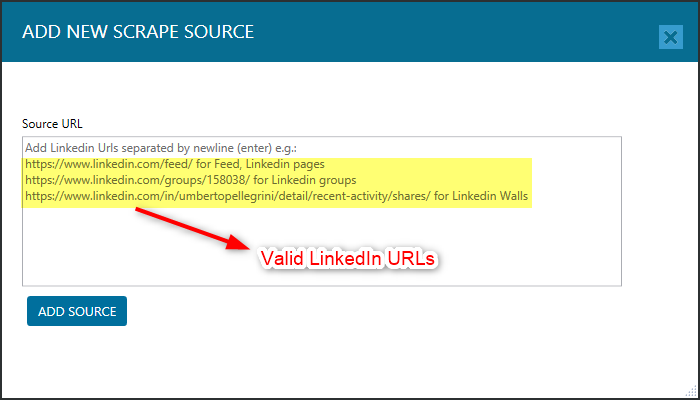 ADD NEW SCRAPE SOURCE
Source URL
Add Linkedin Urls separated by newline (enter) e.g.:
https://www.linkedin.com/feed/ for Feed, Linkedin pages
https://www.linkedin.com/groups/158038/ for Linkedin groups
https://www.linkedin.com/in/umbertopellegrini/detail/recent-activity/shares/ for Linkedin Walls
Valid LinkedIn URLs
ADD SOURCE